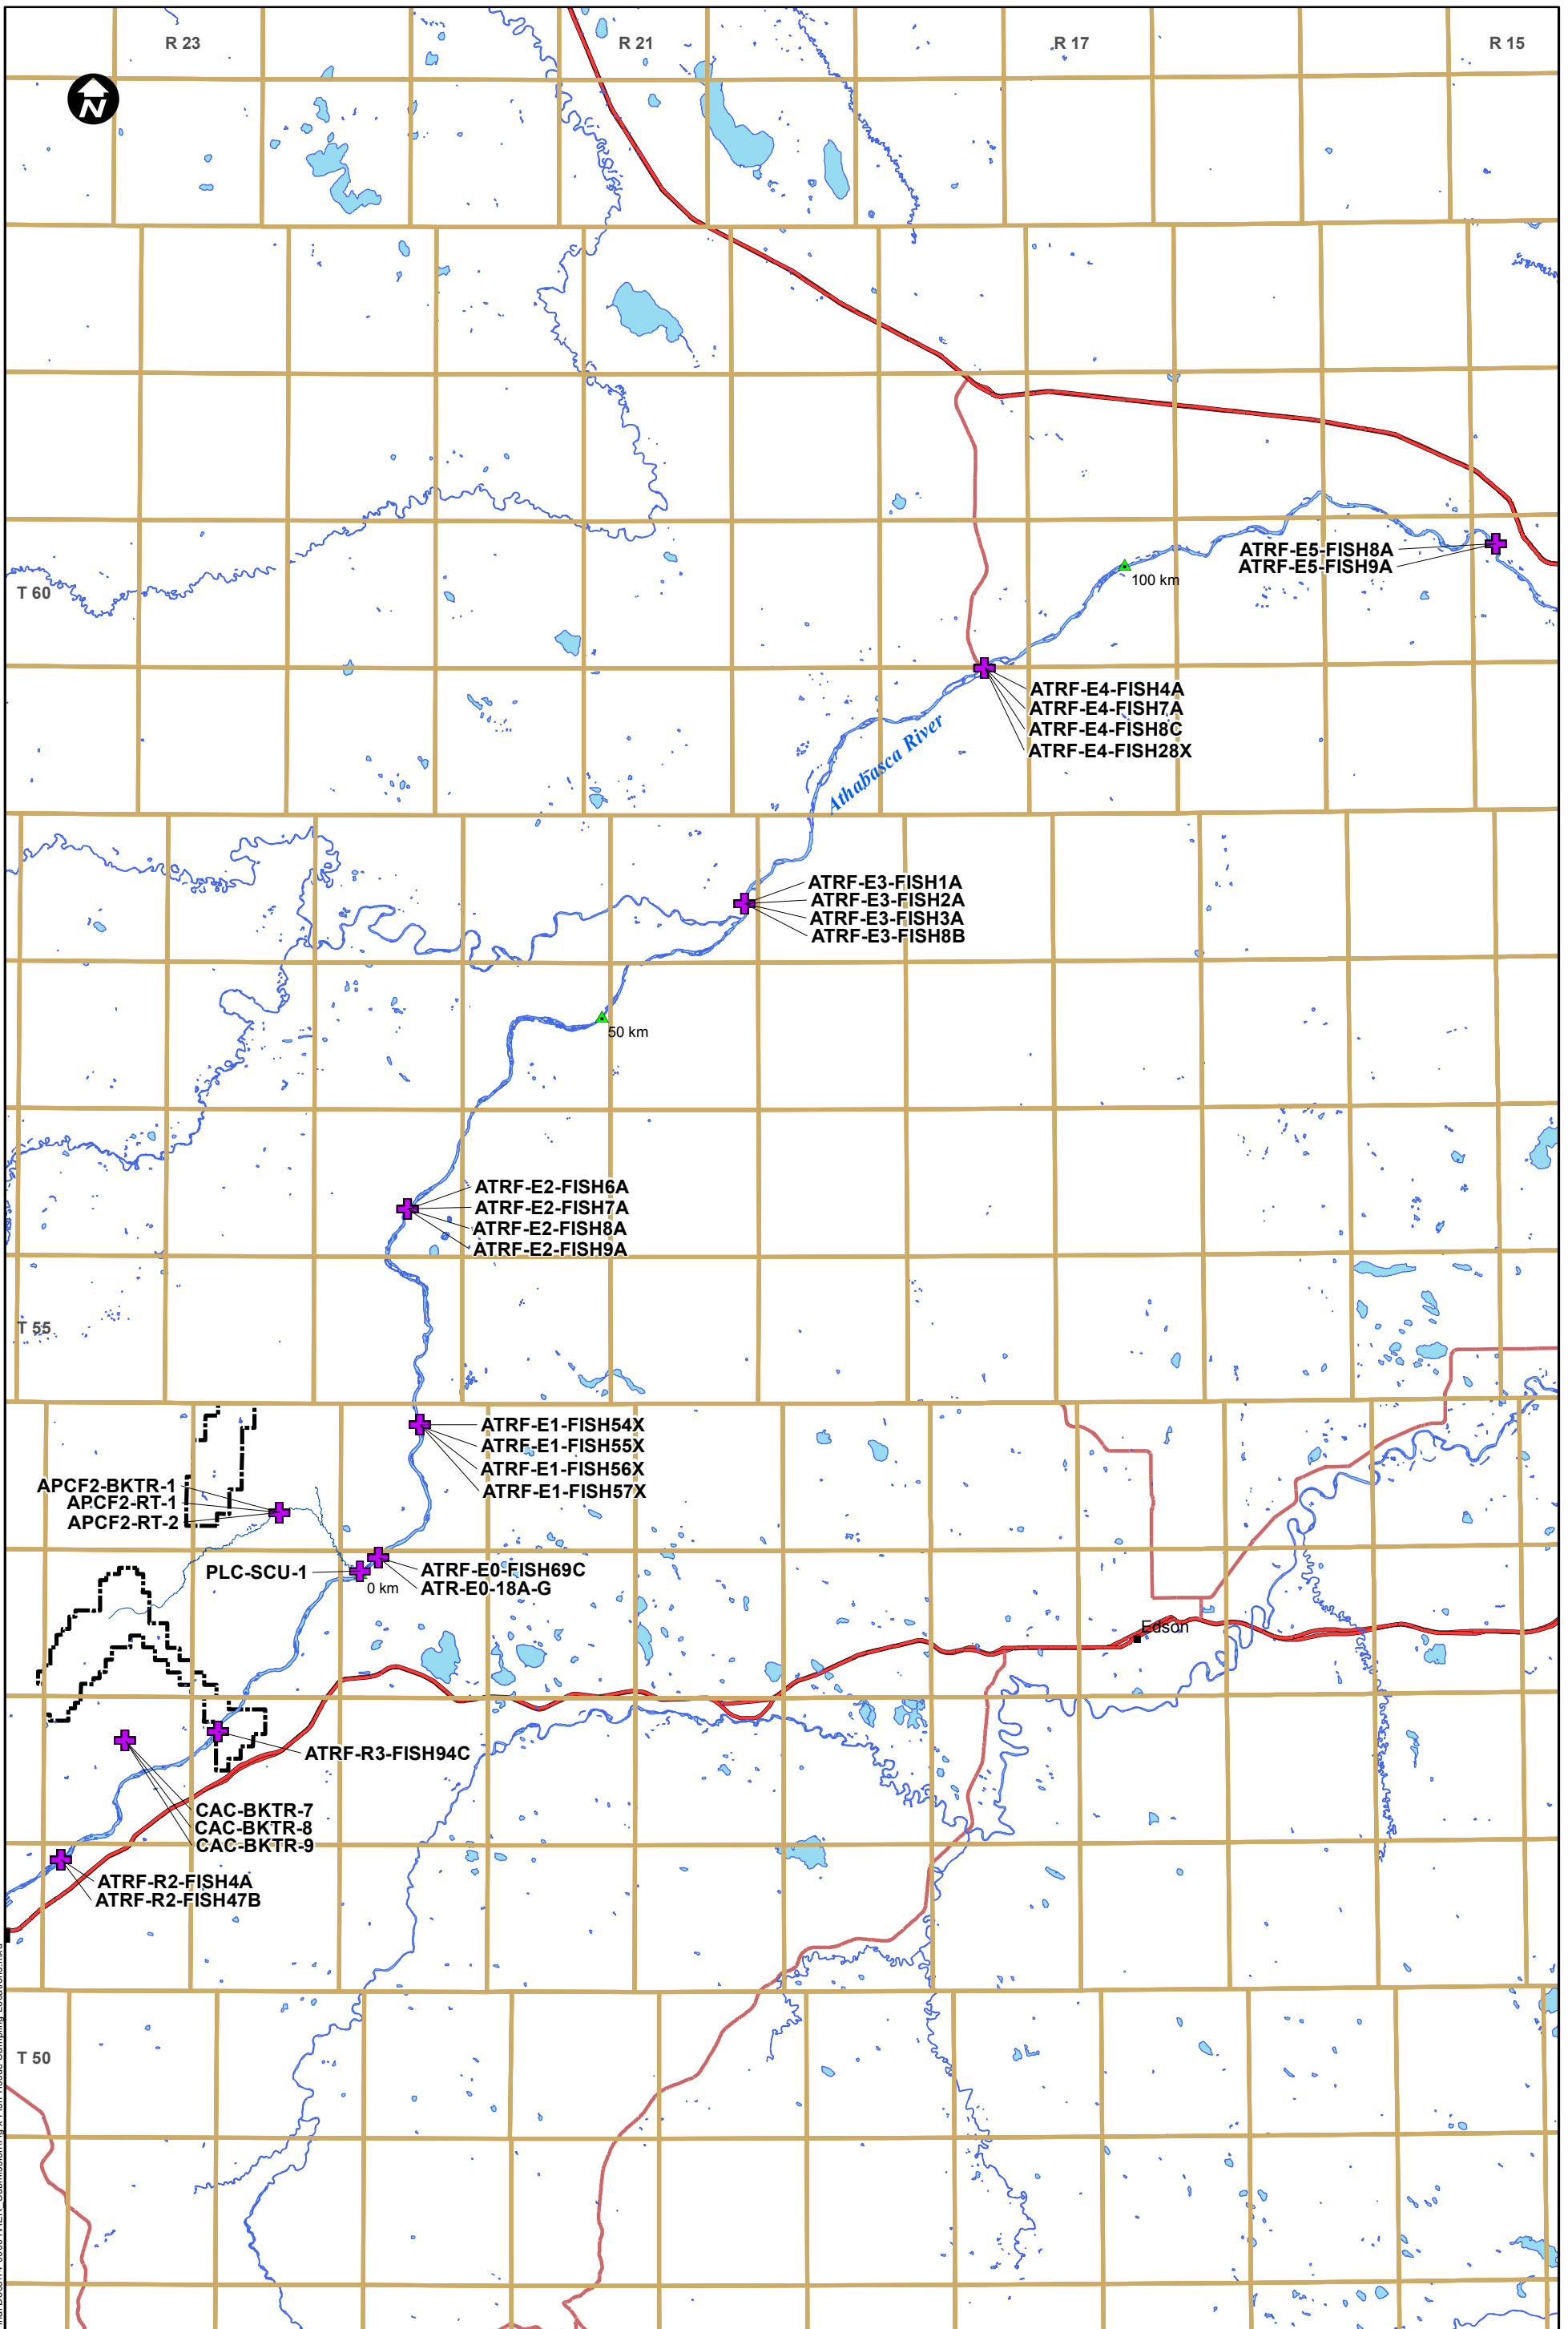 R 23
R 21
R 17
R 15
N
ATRF-E5-FISH8A
ATRF-E5-FISH9A
100 km
T 60
ATRF-E4-FISH4A
ATRF-E4-FISH7A
ATRF-E4-FISH8C
ATRF-E4-FISH28X
Athabasca River
ATRF-E3-FISH1A
ATRF-E3-FISH2A
ATRF-E3-FISH3A
ATRF-E3-FISH8B
50 km
ATRF-E2-FISH6A
ATRF-E2-FISH7A
ATRF-E2-FISH8A
ATRF-E2-FISH9A
T 55
ATRF-E1-FISH54X
ATRF-E1-FISH55X
ATRF-E1-FISH56X
ATRF-E1-FISH57X
APCF2-BKTR-1
APCF2-RT-1
APCF2-RT-2
PLC-SCU-1
0 km
ATRF-E0-FISH69C
ATR-E0-18A-G
Edson
ATRF-R3-FISH94C
CAC-BKTR-7
CAC-BKTR-8
CAC-BKTR-9
ATRF-R2-FISH4A
ATRF-R2-FISH47B
T 50